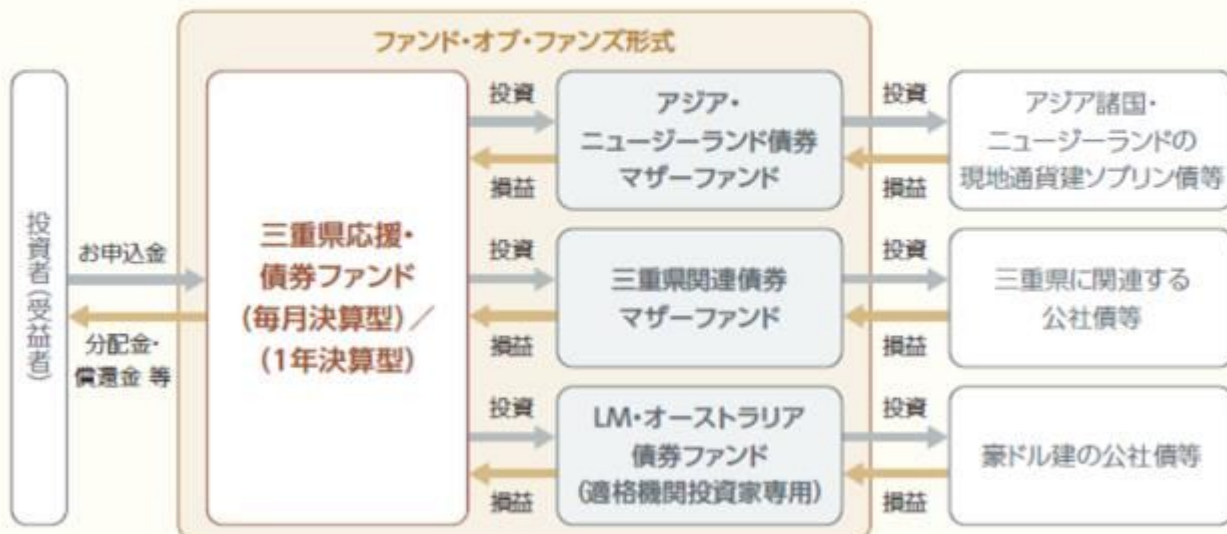 ファンド・オブ・ファンズ形式
投資者(受益者)
お申込金
分配金・
償還金 等
三重県応援・
債券ファンド
(毎月決算型)／
(1年決算型)
投資
損益
アジア・
ニュージーランド債券
マザーファンド
投資
損益
アジア諸国・
ニュージーランドの
現地通貨建ソブリン債等
投資
損益
三重県関連債券
マザーファンド
投資
損益
三重県に関連する
公社債等
投資
損益
LM・オーストラリア
債券ファンド
(適格機関投資家専用)
投資
損益
豪ドル建の公社債等